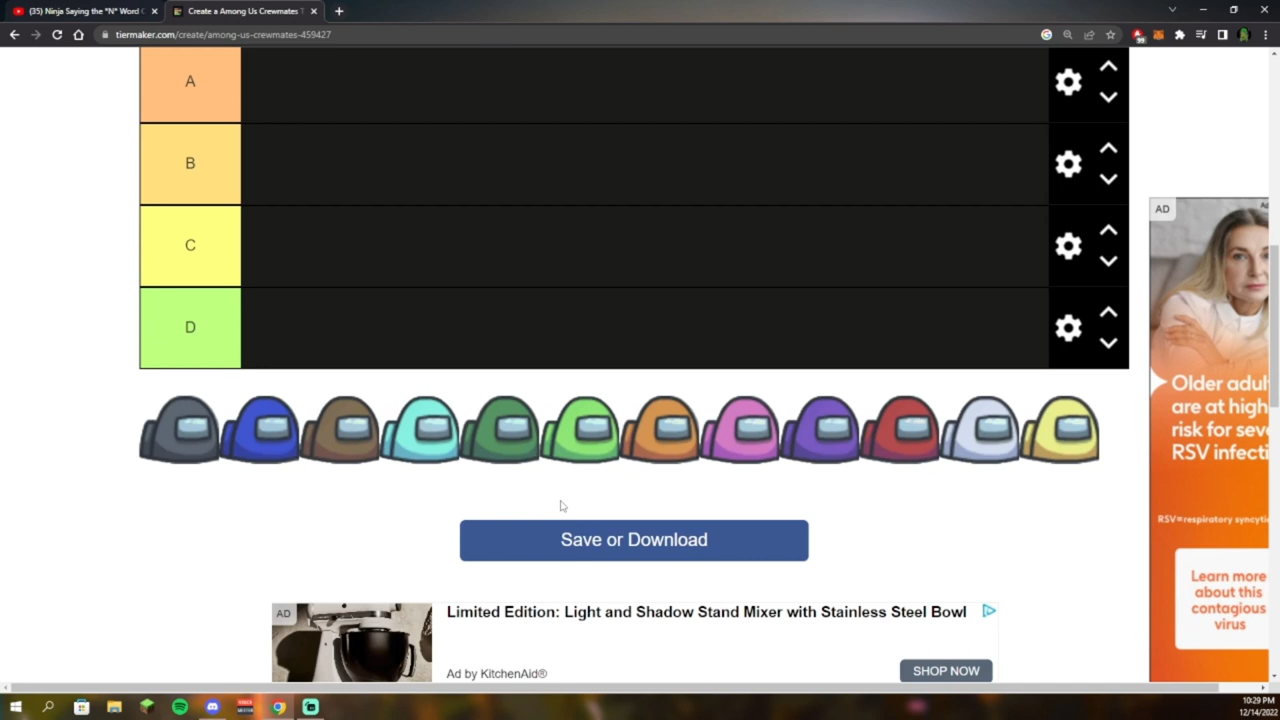 (35) Ninja Saying the *N* Word
Create a Among Us Crewmates T
tiermaker.com/create/among-us-crewmates-459427
99
A
B
C
D
AD
Older adul
are at high
risk for seve
RSV infecti
RSV=respiratory syncytic
Learn more
about this
contagious
virus
Save or Download
AD
Limited Edition: Light and Shadow Stand Mixer with Stainless Steel Bowl
Ad by KitchenAid®
SHOP NOW
10:29 PM
12/14/2022